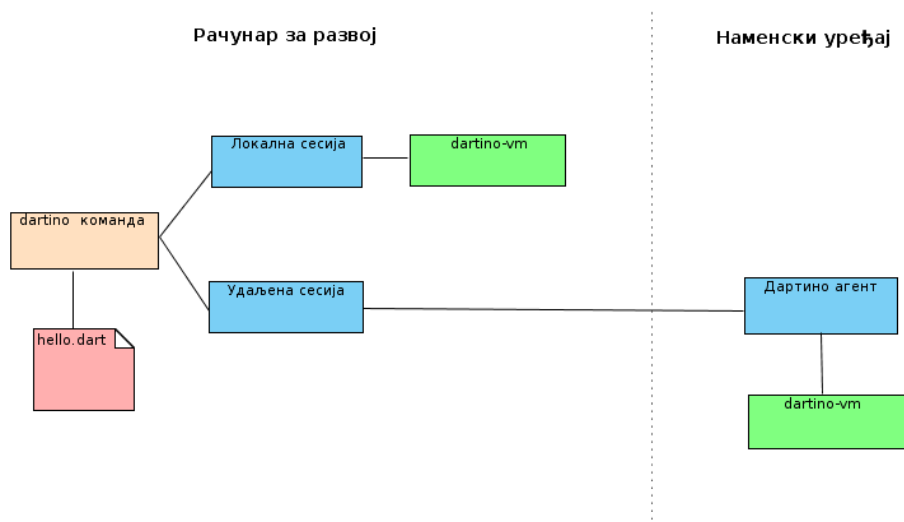 Рачунар за развој
Наменски уређај
Локална сесија
dartino-vm
dartino команда
Удаљена сесија
Дартино агент
hello.dart
dartino-vm